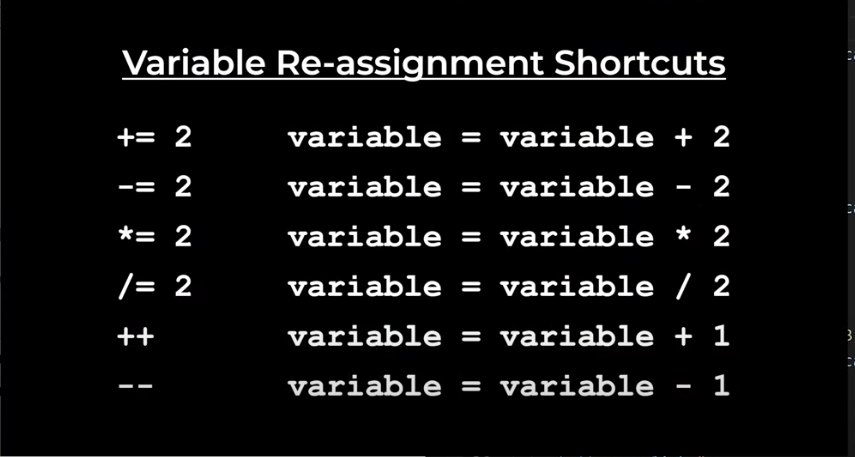 Variable Re-assignment Shortcuts
+= 2 variable = variable + 2
-= 2 variable = variable - 2
*= 2 variable = variable * 2
/= 2 variable = variable / 2
++ variable = variable + 1
-- variable = variable - 1